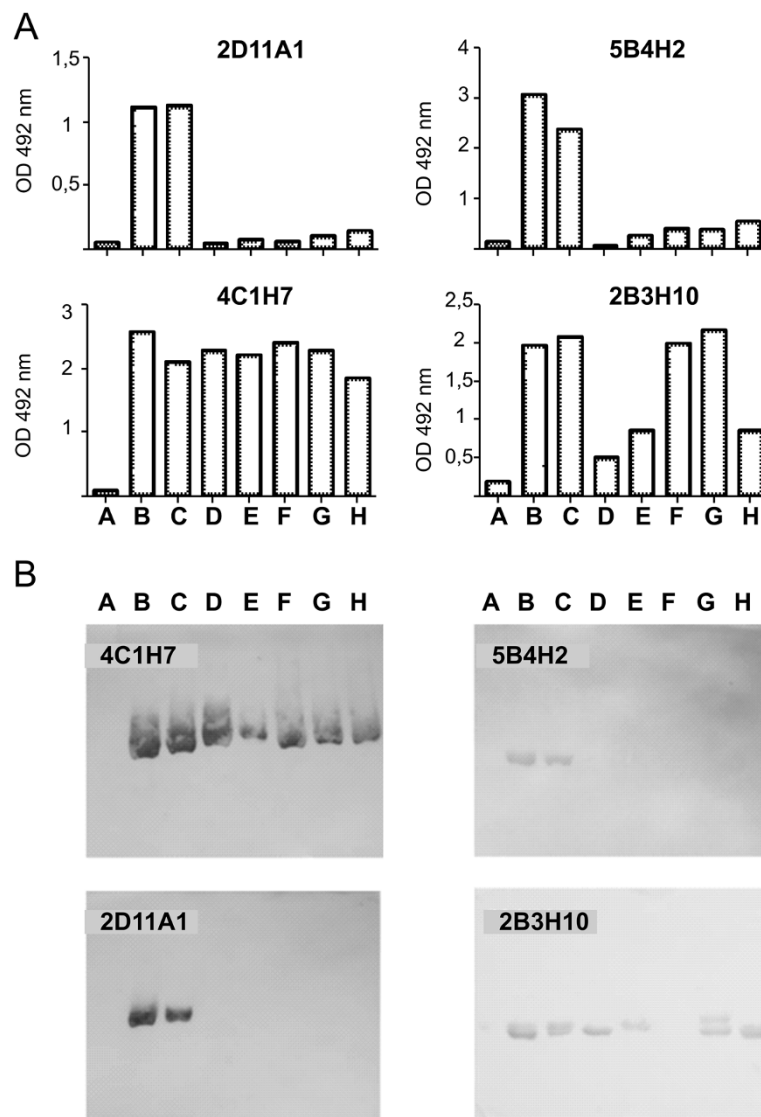 A
2D11A1
5B4H2
OD 492 nm
1,5
1
0,5
OD 492 nm
4
3
2
1
0
4C1H7
2B3H10
OD 492 nm
3
2
1
OD 492 nm
2,5
2
1,5
1
0,5
A B C D E F G H
A B C D E F G H
B
A B C D E F G H
A B C D E F G H
4C1H7
5B4H2
2D11A1
2B3H10